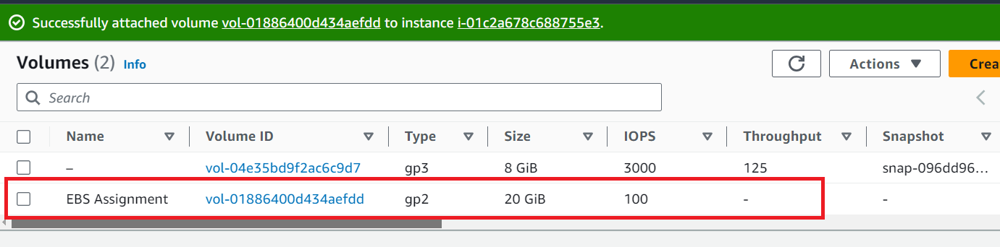 Successfully attached volume vol-01886400d434aefdd to instance i-01c2a678c688755e3.
Volumes (2) Info
Actions
Crea
Search
Name Volume ID Type Size IOPS Throughput Snapshot
– vol-04e35bd9f2ac6c9d7 gp3 8 GiB 3000 125 snap-096dd96...
EBS Assignment vol-01886400d434aefdd gp2 20 GiB 100 - -